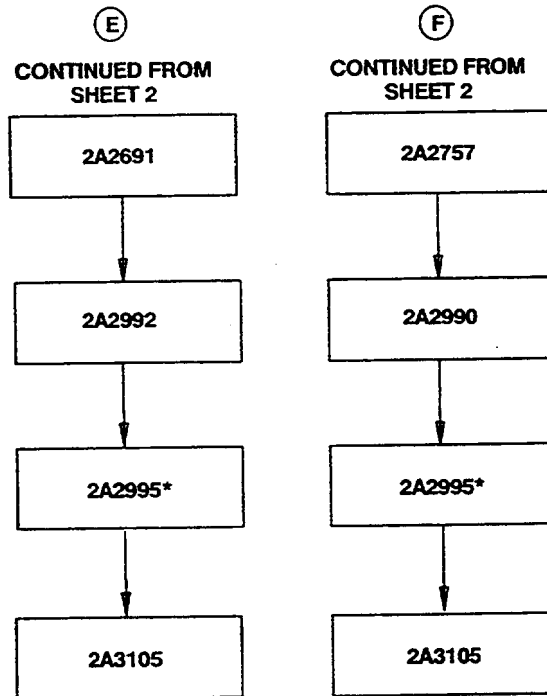 E
CONTINUED FROM
SHEET 2
2A2691
2A2992
2A2995*
2A3105
F
CONTINUED FROM
SHEET 2
2A2757
2A2990
2A2995*
2A3105